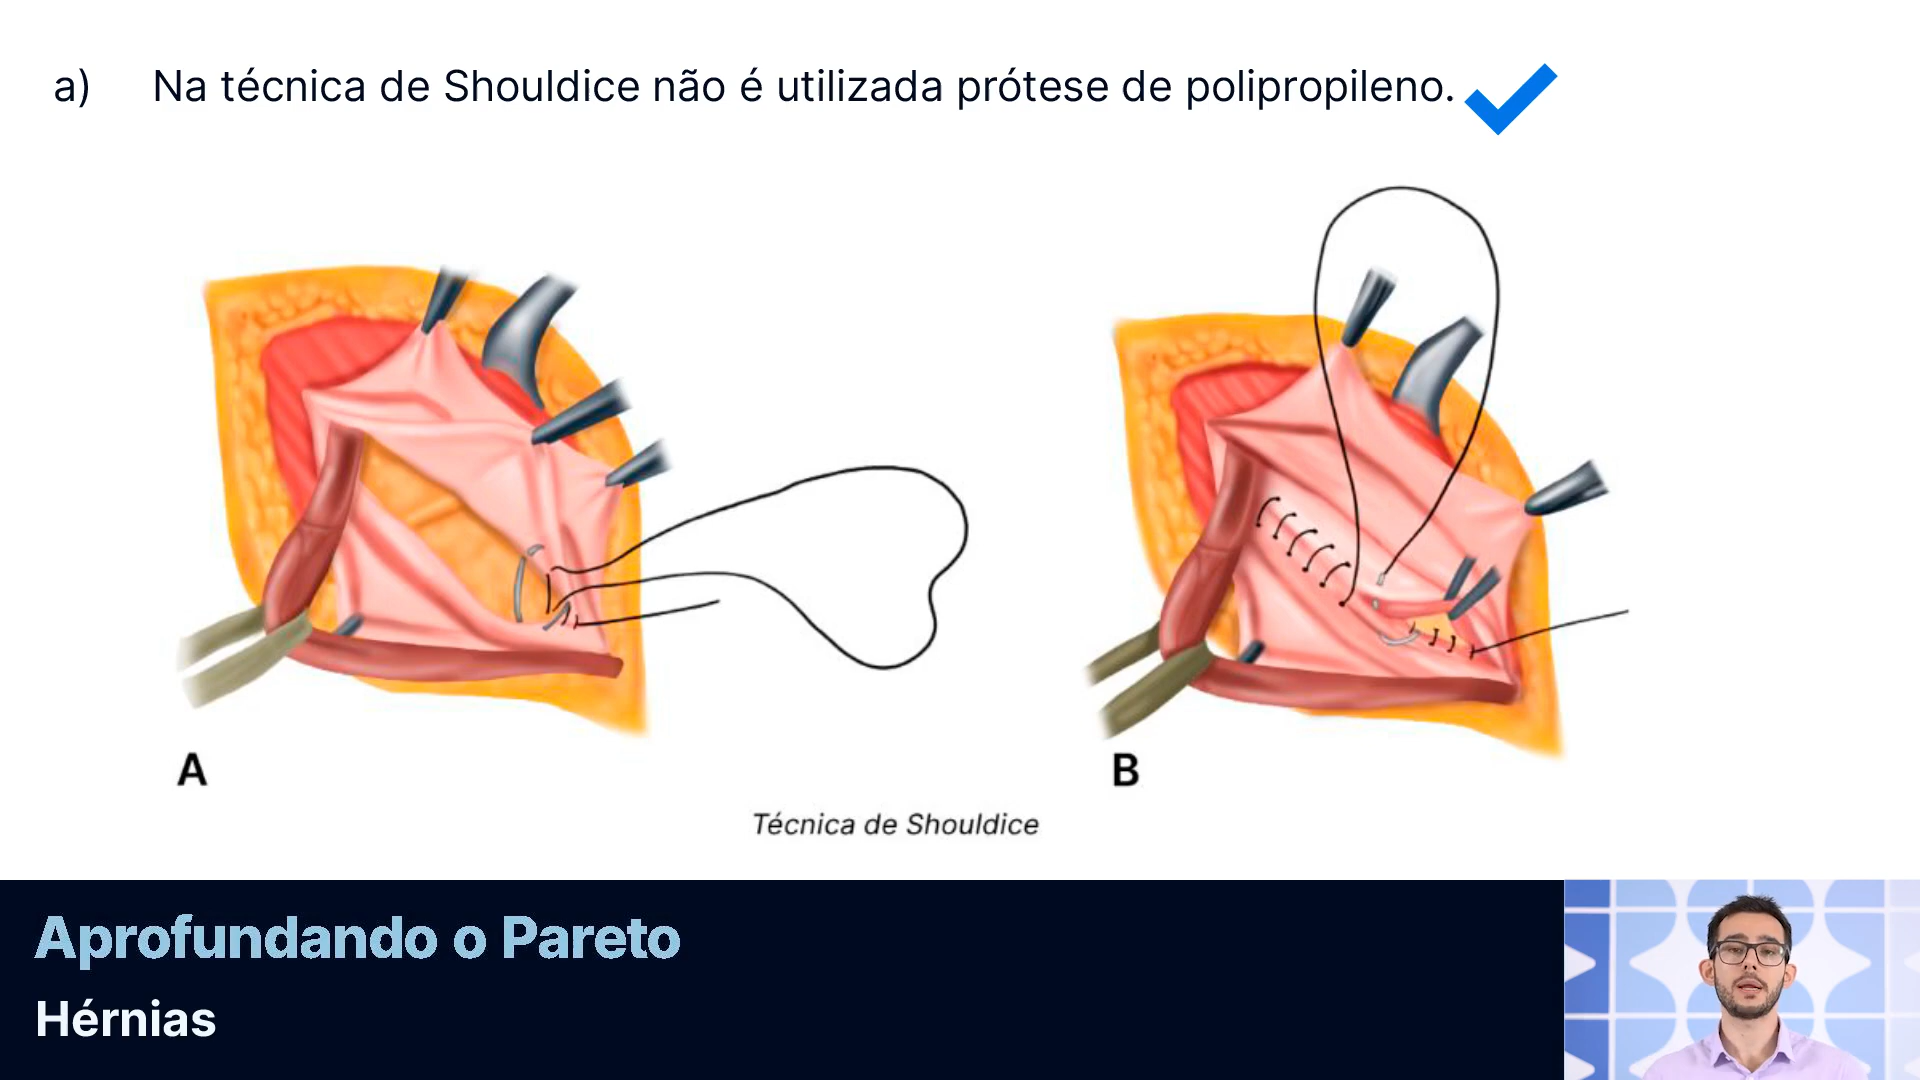 a) Na técnica de Shouldice não é utilizada prótese de polipropileno.
A
B
Técnica de Shouldice
Aprofundando o Pareto
Hérnias